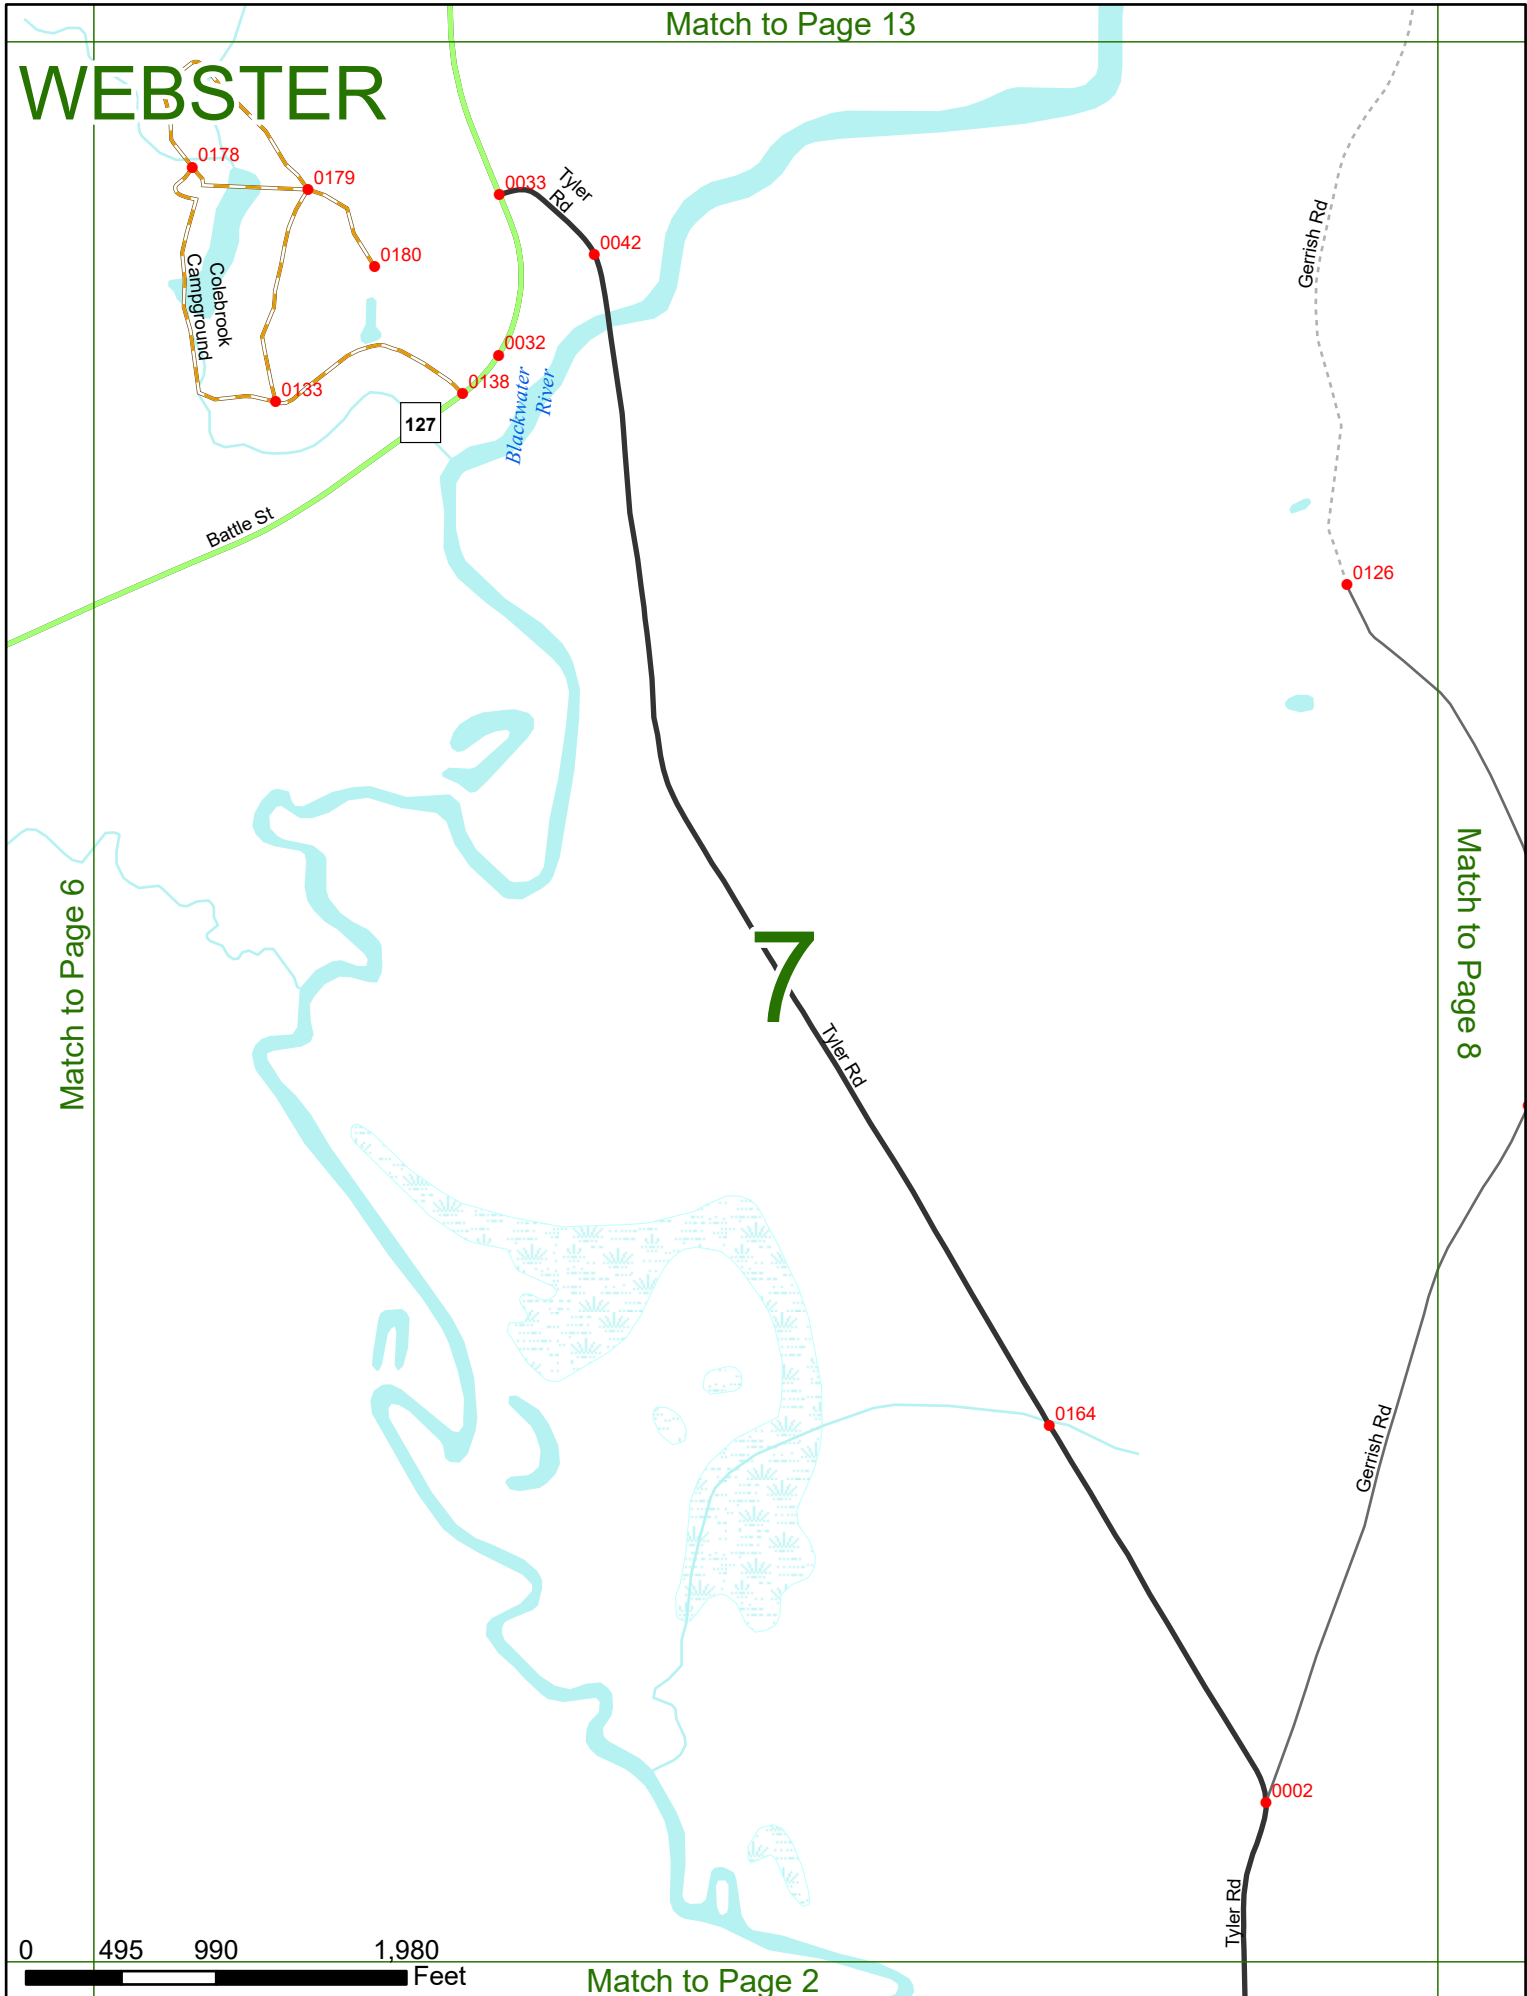 Match to Page 13
WEBSTER
0178
0179
0033
Tyler
Rd
0042
0180
Gerrish Rd
Colebrook
Campground
0032
0138
0133
127
Blackwater
River
Battle St
0126
Match to Page 6
Match to Page 8
7
Tyler Rd
0164
Gerrish Rd
0002
Tyler Rd
0 495 990 1,980
Feet
Match to Page 2